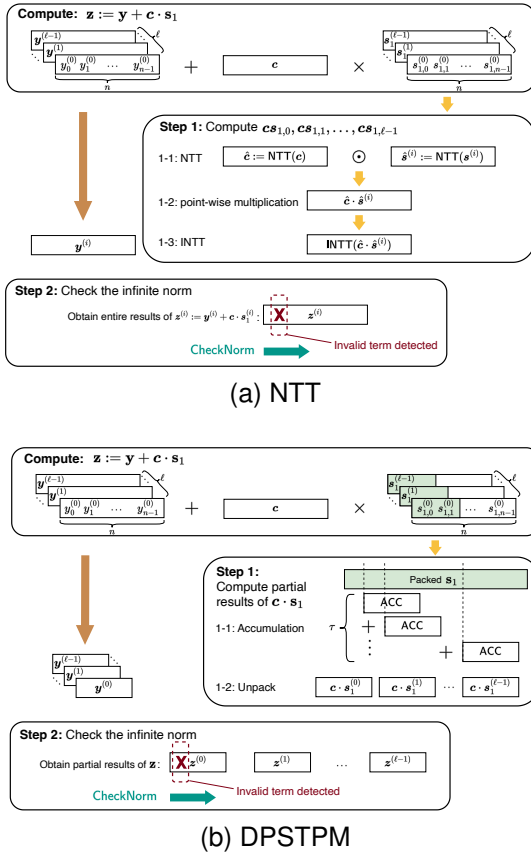 Compute: z := y + c · s₁
y^(ℓ−1) ℓ s₁^(ℓ−1) ℓ
y^(1) s₁^(1)
y₀^(0) y₁^(0) ⋯ y_{n−1}^(0) + c × s_{1,0}^(0) s_{1,1}^(0) ⋯ s_{1,n−1}^(0)
n n
Step 1: Compute cs_{1,0}, cs_{1,1}, . . . , cs_{1,ℓ−1}
1-1: NTT ĉ := NTT(c) ⊙ ŝ^(i) := NTT(s^(i))
1-2: point-wise multiplication ĉ · ŝ^(i)
y^(i) 1-3: INTT INTT(ĉ · ŝ^(i))
Step 2: Check the infinite norm
Obtain entire results of z^(i) := y^(i) + c · s₁^(i) : X z^(i)
Invalid term detected
CheckNorm
(a) NTT
Compute: z := y + c · s₁
y^(ℓ−1) ℓ s₁^(ℓ−1) ℓ
y^(1) s₁^(1)
y₀^(0) y₁^(0) ⋯ y_{n−1}^(0) + c × s_{1,0}^(0) s_{1,1}^(0) ⋯ s_{1,n−1}^(0)
n n
Step 1:
Compute partial Packed s₁
results of c · s₁ ACC
1-1: Accumulation τ + ACC
⋮ + ACC
y^(ℓ−1)
y^(1)
y^(0) 1-2: Unpack c · s₁^(0) c · s₁^(1) ⋯ c · s₁^(ℓ−1)
Step 2: Check the infinite norm
Obtain partial results of z: X z^(0) z^(1) … z^(ℓ−1)
Invalid term detected
CheckNorm
(b) DPSTPM